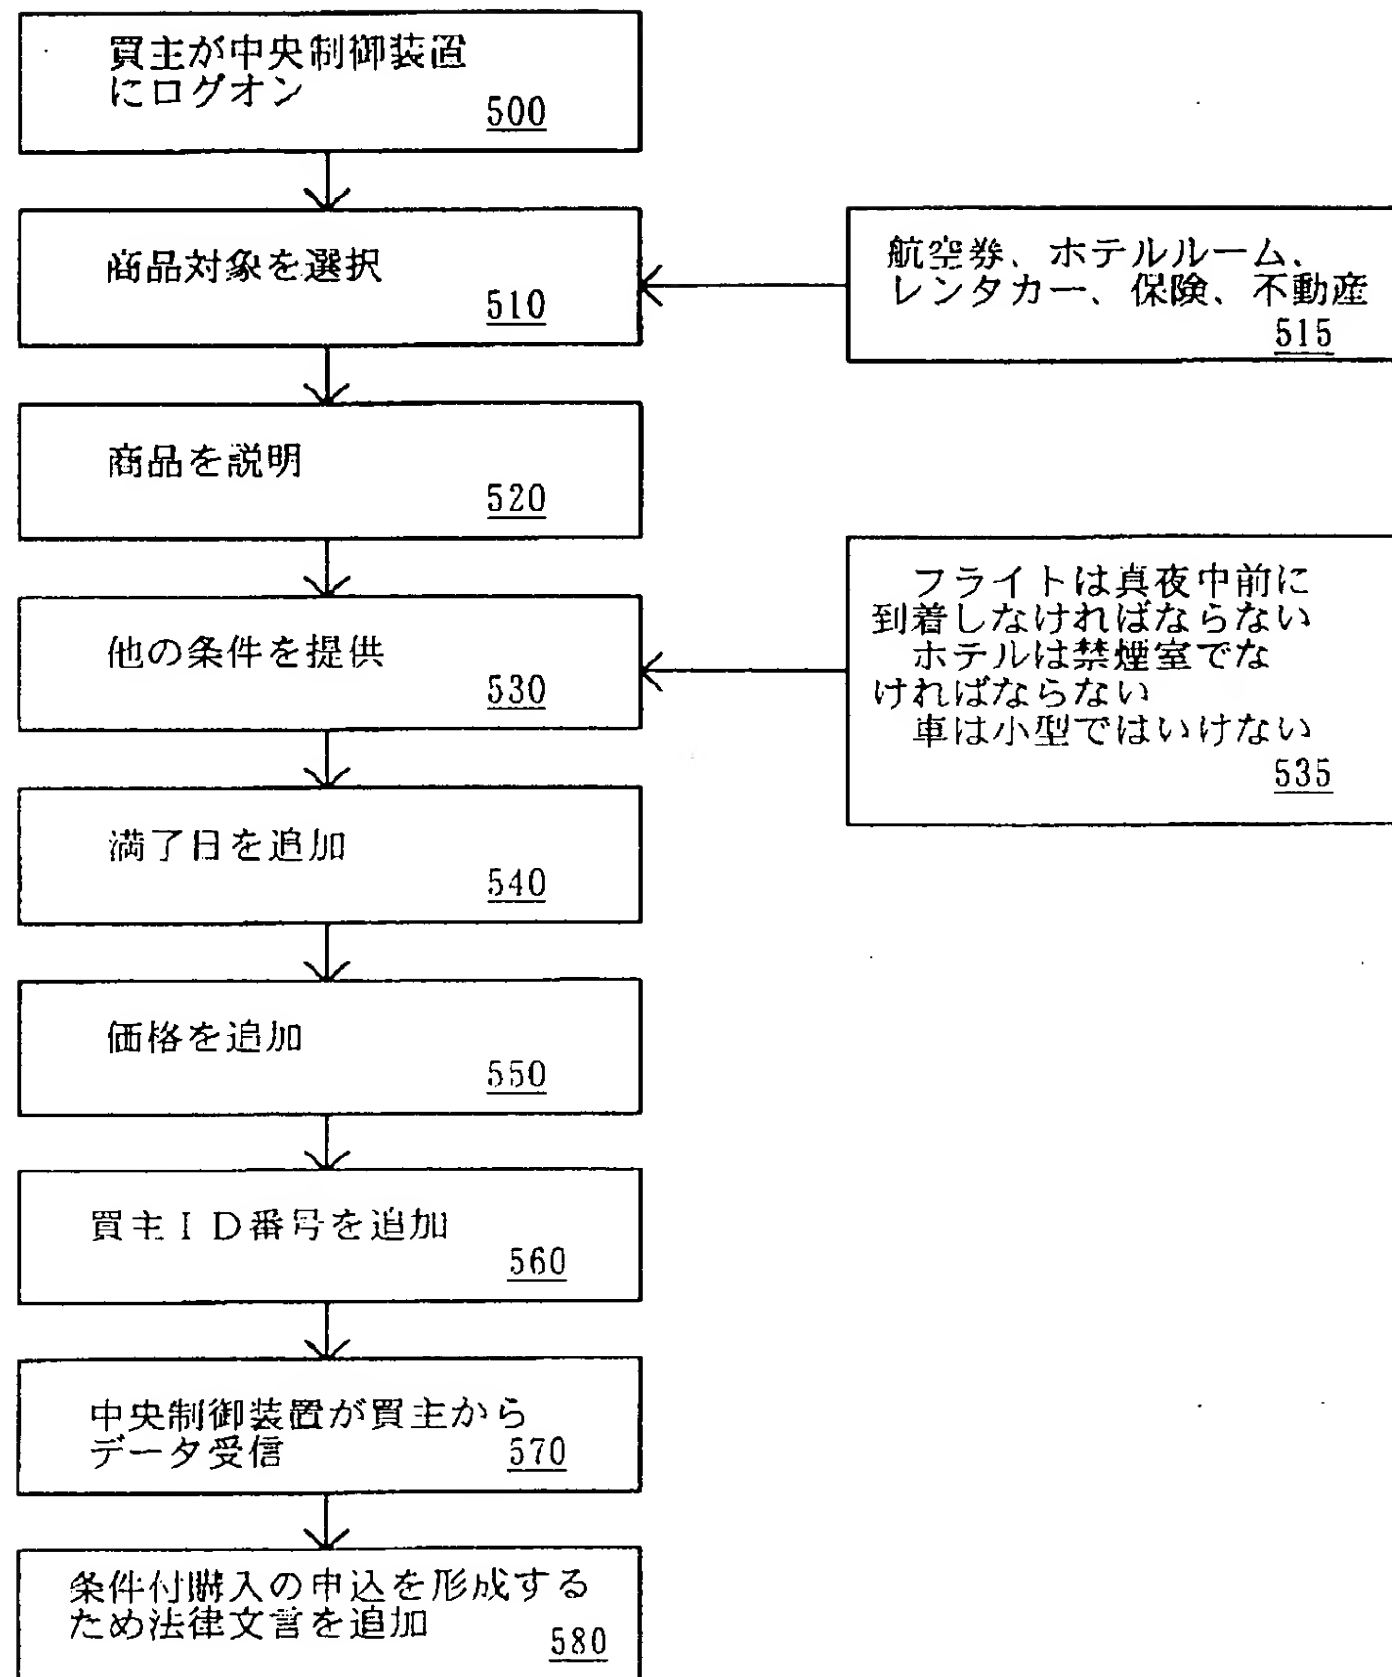 買主が中央制御装置
にログオン
500
商品対象を選択
510
航空券、ホテルルーム、
レンタカー、保険、不動産
515
商品を説明
520
他の条件を提供
530
フライトは真夜中前に
到着しなければならない
ホテルは禁煙室でな
ければならない
車は小型ではいけない
535
満了日を追加
540
価格を追加
550
買主ＩＤ番号を追加
560
中央制御装置が買主から
データ受信
570
条件付購入の申込を形成する
ため法律文言を追加
580